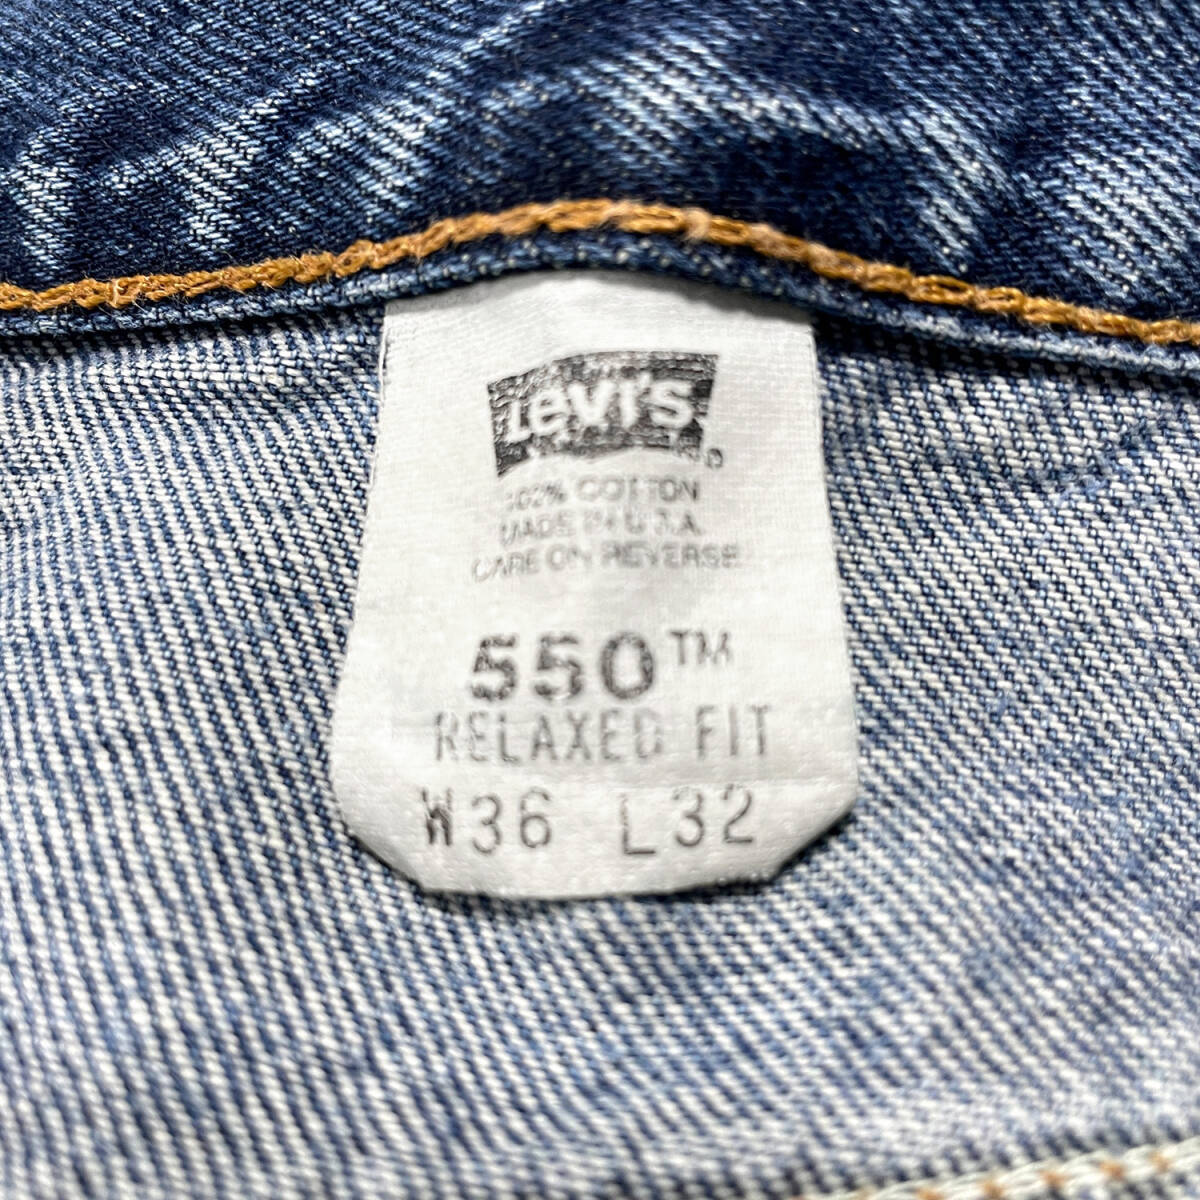 Levi's®
100% COTTON
MADE IN U.S.A.
CARE ON REVERSE
550™
RELAXED FIT
W36 L32